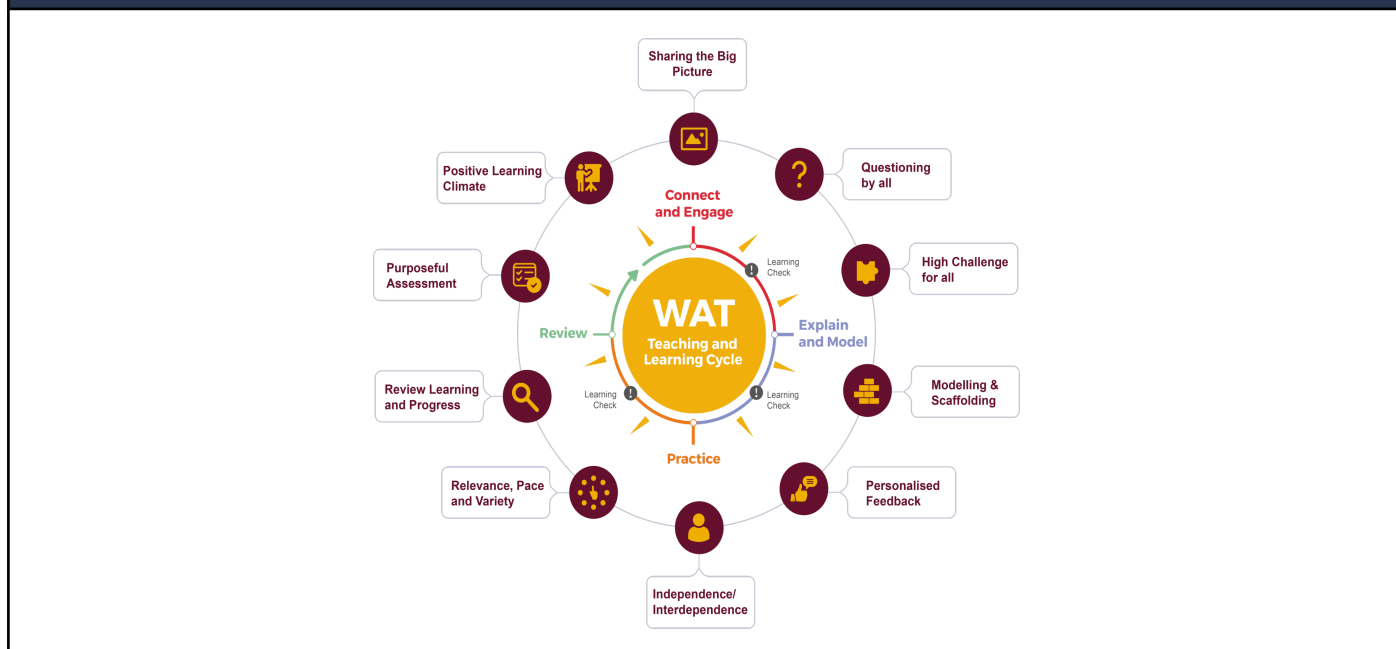 Sharing the Big
Picture
Questioning
by all
High Challenge
for all
Modelling &
Scaffolding
Personalised
Feedback
Independence/
Interdependence
Relevance, Pace
and Variety
Review Learning
and Progress
Purposeful
Assessment
Positive Learning
Climate
Connect
and Engage
Learning
Check
Explain
and Model
Learning
Check
Practice
Learning
Check
Review
WAT
Teaching and
Learning Cycle